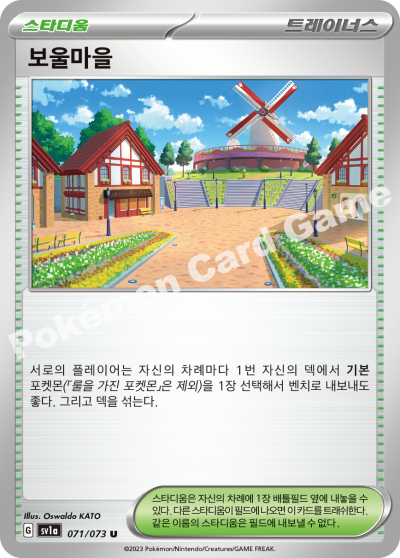 스타디움 트레이너스
보울마을
Pokémon Card Game
서로의 플레이어는 자신의 차례마다 1번 자신의 덱에서 기본
포켓몬(「룰을 가진 포켓몬」은 제외)을 1장 선택해서 벤치로 내보내도
좋다. 그리고 덱을 섞는다.
Illus. Oswaldo KATO
G sv1a 071/073 U
스타디움은 자신의 차례에 1장 배틀필드 옆에 내놓을 수
있다. 다른 스타디움이 필드에 나오면 이 카드를 트래쉬한다.
같은 이름의 스타디움은 필드에 내보낼 수 없다.
©2023 Pokémon/Nintendo/Creatures/GAME FREAK.